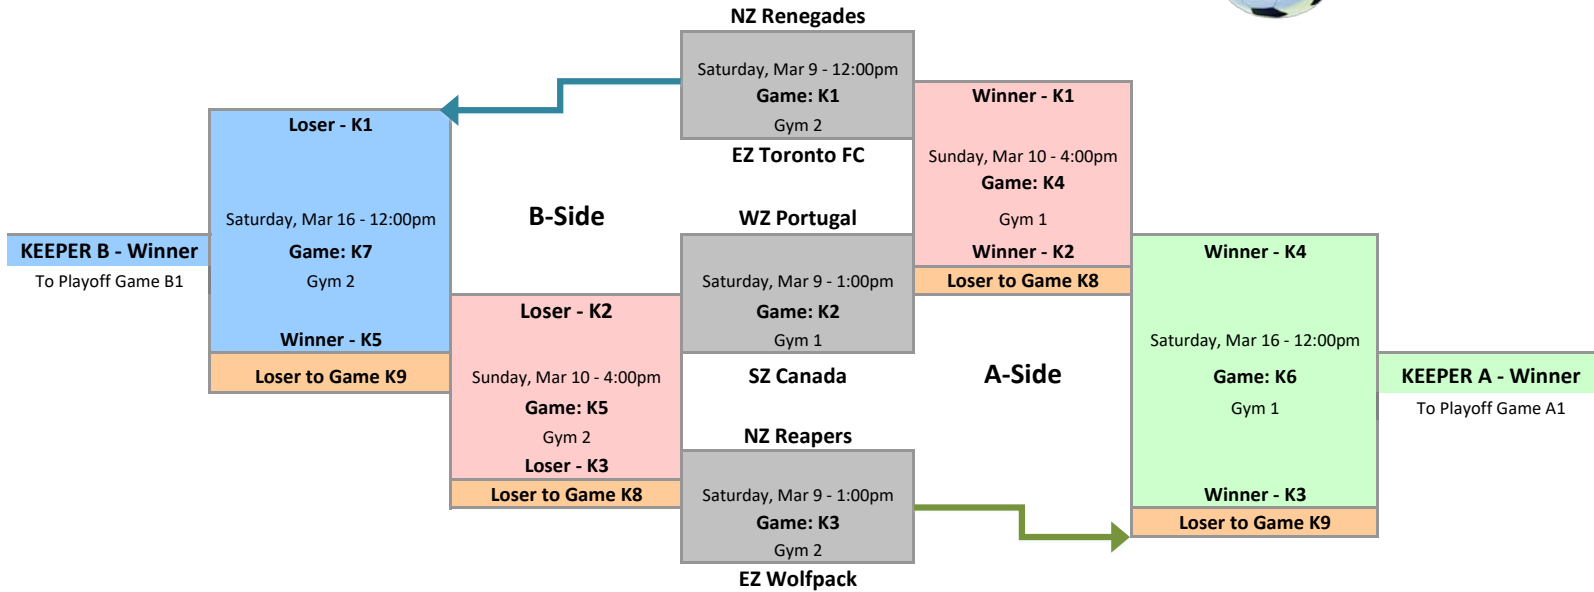 NZ Renegades
Saturday, Mar 9 - 12:00pm
Game: K1
Gym 2
EZ Toronto FC
Winner - K1
Sunday, Mar 10 - 4:00pm
Game: K4
Gym 1
Winner - K2
Loser to Game K8
Loser - K1
Saturday, Mar 16 - 12:00pm
Game: K7
Gym 2
Winner - K5
Loser to Game K9
KEEPER B - Winner
To Playoff Game B1
B-Side
WZ Portugal
Saturday, Mar 9 - 1:00pm
Game: K2
Gym 1
SZ Canada
Loser - K2
Sunday, Mar 10 - 4:00pm
Game: K5
Gym 2
Loser - K3
Loser to Game K8
A-Side
NZ Reapers
Saturday, Mar 9 - 1:00pm
Game: K3
Gym 2
EZ Wolfpack
Winner - K4
Saturday, Mar 16 - 12:00pm
Game: K6
Gym 1
Winner - K3
Loser to Game K9
KEEPER A - Winner
To Playoff Game A1